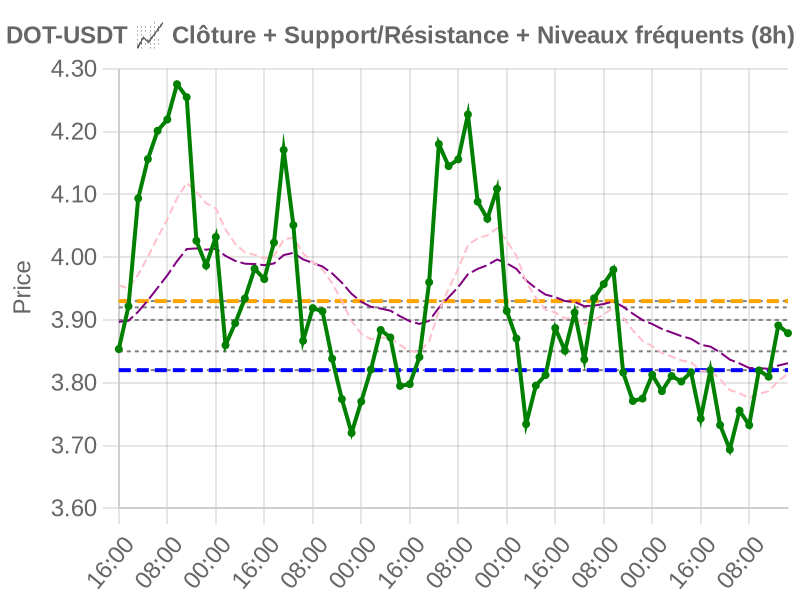 DOT-USDT 📈 Clôture + Support/Résistance + Niveaux fréquents (8h)
4.30
4.20
4.10
4.00
3.90
3.80
3.70
3.60
Price
16:00 08:00 00:00 16:00 08:00 00:00 16:00 08:00 00:00 16:00 08:00 00:00 16:00 08:00